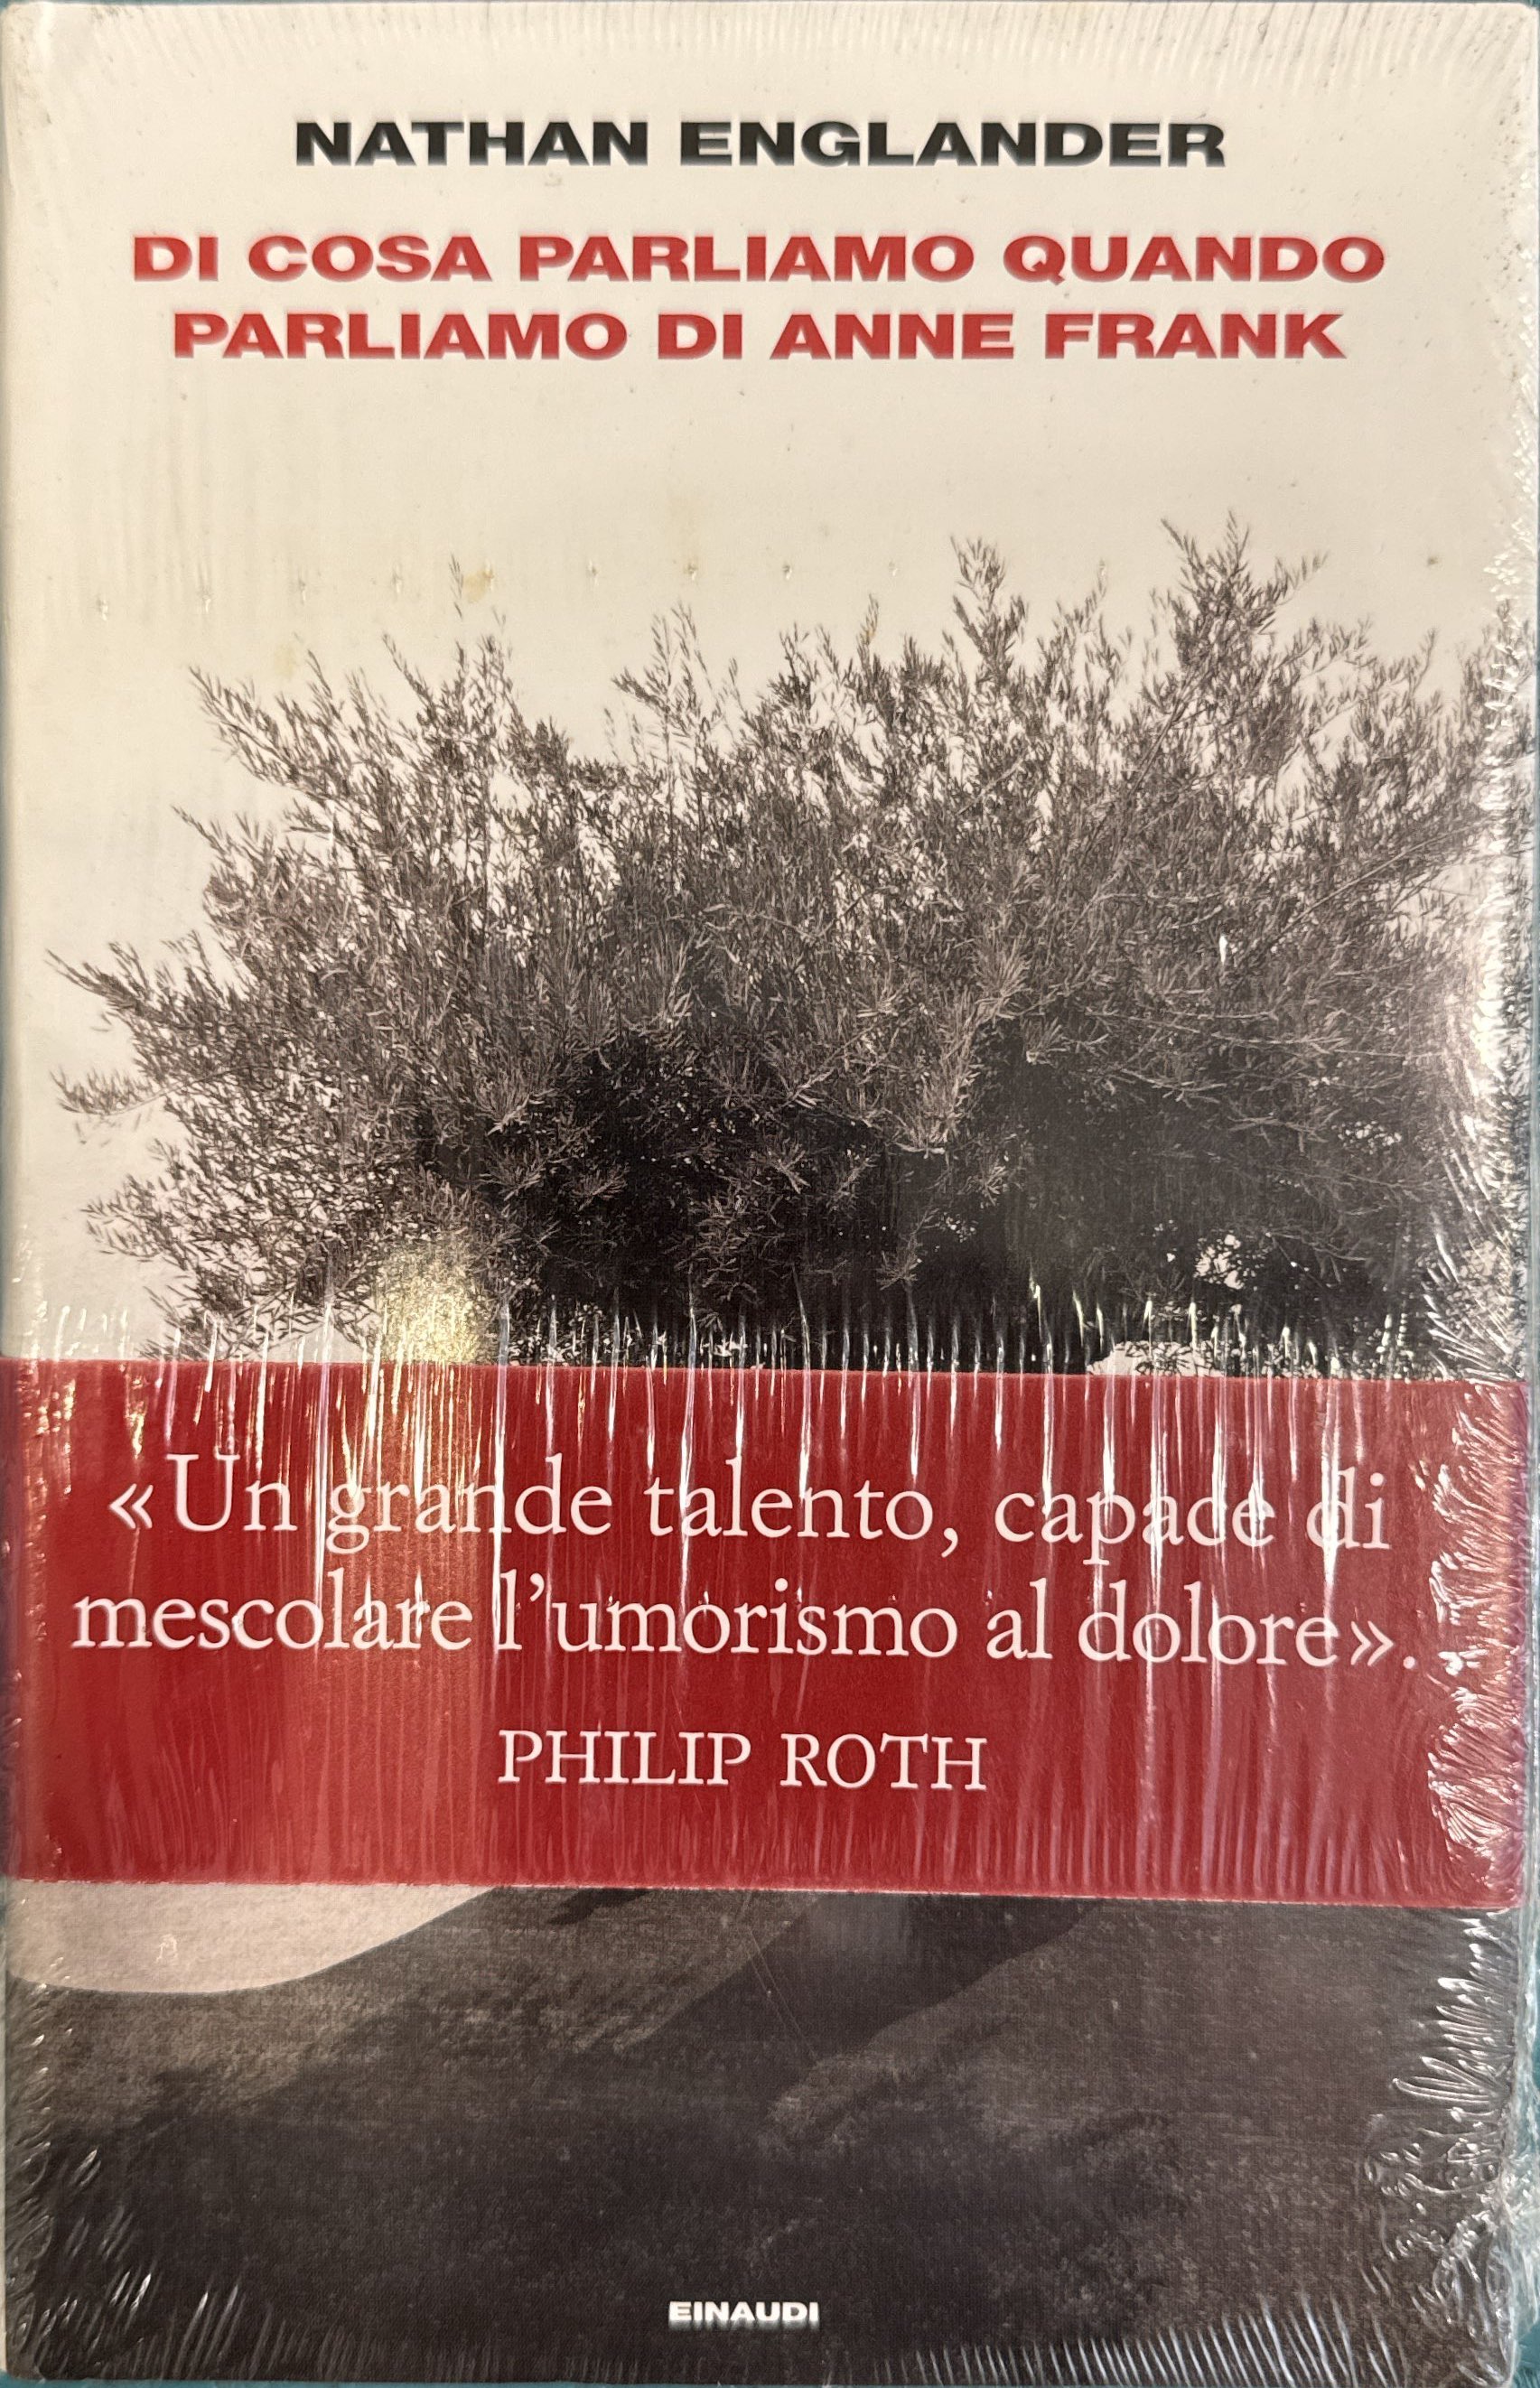 NATHAN ENGLANDER
DI COSA PARLIAMO QUANDO
PARLIAMO DI ANNE FRANK
«Un grande talento, capace di
mescolare l'umorismo al dolore».
PHILIP ROTH
EINAUDI